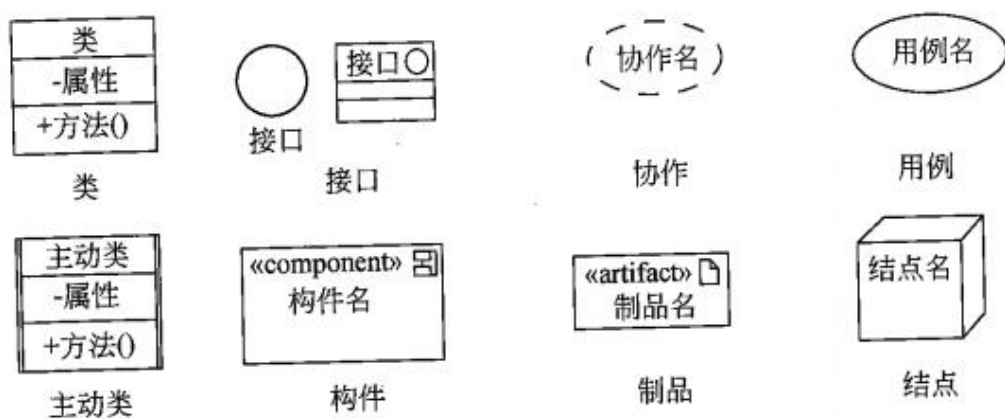 类
-属性
+方法()
类
接口
接口
接口
协作名
协作
用例名
用例
主动类
-属性
+方法()
主动类
«component»
构件名
构件
«artifact»
制品名
制品
结点名
结点